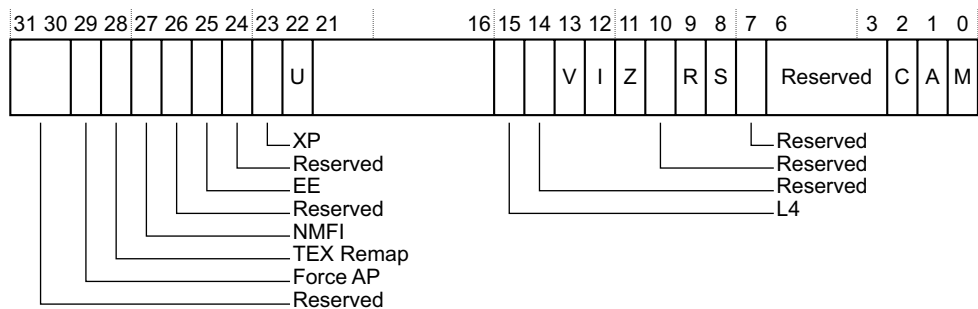 31 30 29 28 27 26 25 24 23 22 21 16 15 14 13 12 11 10 9 8 7 6 3 2 1 0
U V I Z R S Reserved C A M
XP Reserved
Reserved Reserved
EE Reserved
Reserved L4
NMFI
TEX Remap
Force AP
Reserved